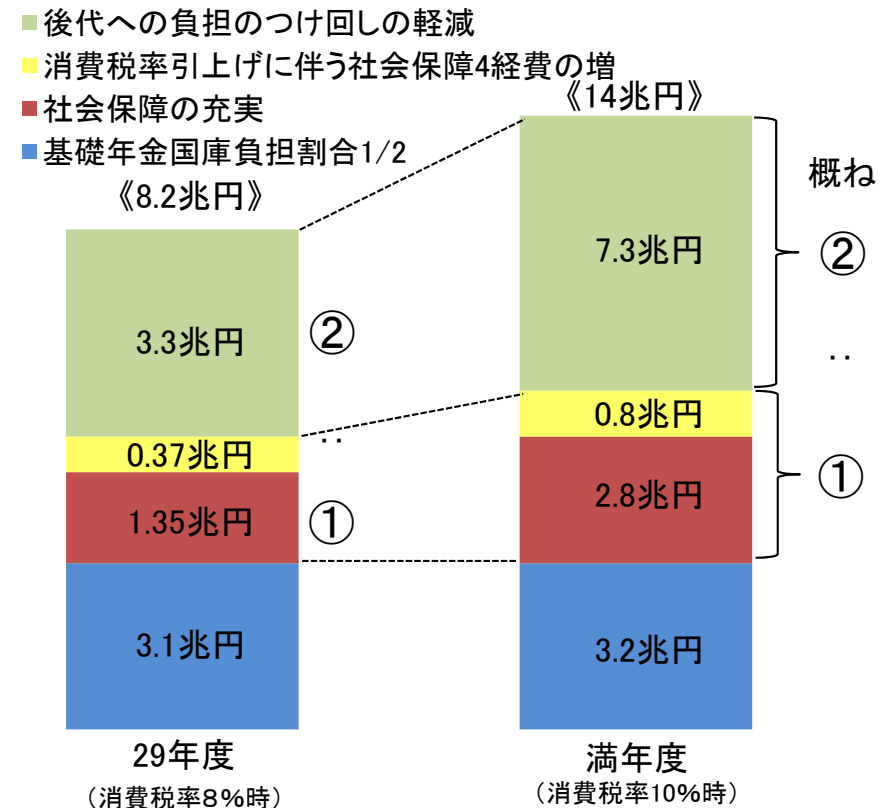 ■後代への負担のつけ回しの軽減
■消費税率引上げに伴う社会保障4経費の増
《14兆円》
■社会保障の充実
■基礎年金国庫負担割合1/2
《8.2兆円》
概ね
7.3兆円
②
3.3兆円
②
‥
0.8兆円
0.37兆円
‥
2.8兆円
①
1.35兆円
①
3.1兆円
3.2兆円
29年度
満年度
（消費税率8%時）
（消費税率10%時）